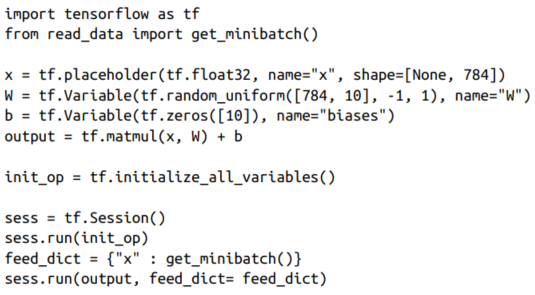 import tensorflow as tf
from read_data import get_minibatch()
x = tf.placeholder(tf.float32, name="x", shape=[None, 784])
W = tf.Variable(tf.random_uniform([784, 10], -1, 1), name="W")
b = tf.Variable(tf.zeros([10]), name="biases")
output = tf.matmul(x, W) + b
init_op = tf.initialize_all_variables()
sess = tf.Session()
sess.run(init_op)
feed_dict = {"x" : get_minibatch()}
sess.run(output, feed_dict= feed_dict)